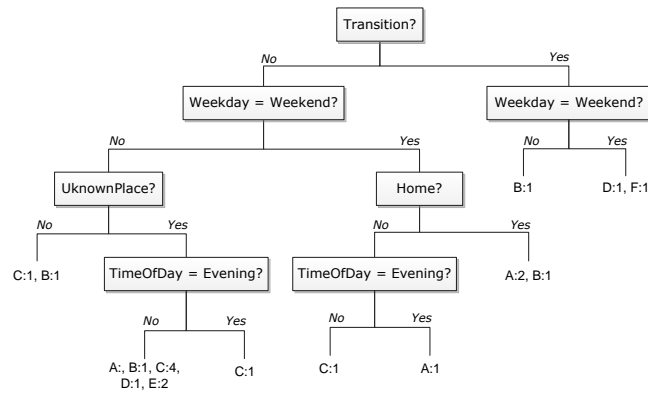 Transition?
No
Yes
Weekday = Weekend?
Weekday = Weekend?
No
Yes
No
Yes
UknownPlace?
Home?
B:1
D:1, F:1
No
Yes
No
Yes
C:1, B:1
TimeOfDay = Evening?
TimeOfDay = Evening?
A:2, B:1
No
Yes
No
Yes
A:, B:1, C:4,
D:1, E:2
C:1
C:1
A:1